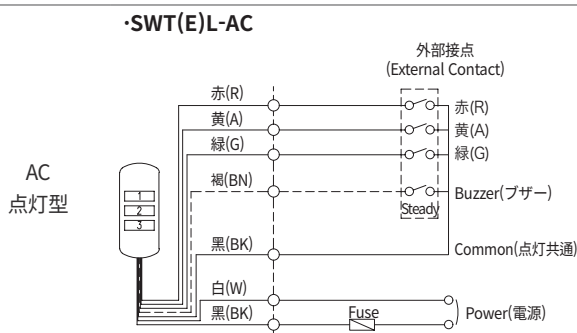 ·SWT(E)L-AC
外部接点
(External Contact)
赤(R)
赤(R)
黄(A)
黄(A)
緑(G)
緑(G)
AC
点灯型
1
2
3
褐(BN)
Steady
Buzzer(ブザー)
黒(BK)
Common(点灯共通)
白(W)
黒(BK)
Fuse
Power(電源)